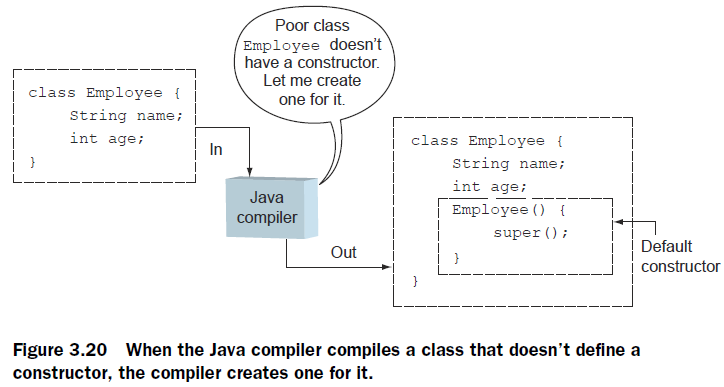 Poor class
Employee doesn't
have a constructor.
Let me create
one for it.
class Employee {
String name;
int age;
}
In
Java
compiler
Out
class Employee {
String name;
int age;
Employee() {
super();
}
}
Default
constructor
Figure 3.20 When the Java compiler compiles a class that doesn't define a
constructor, the compiler creates one for it.